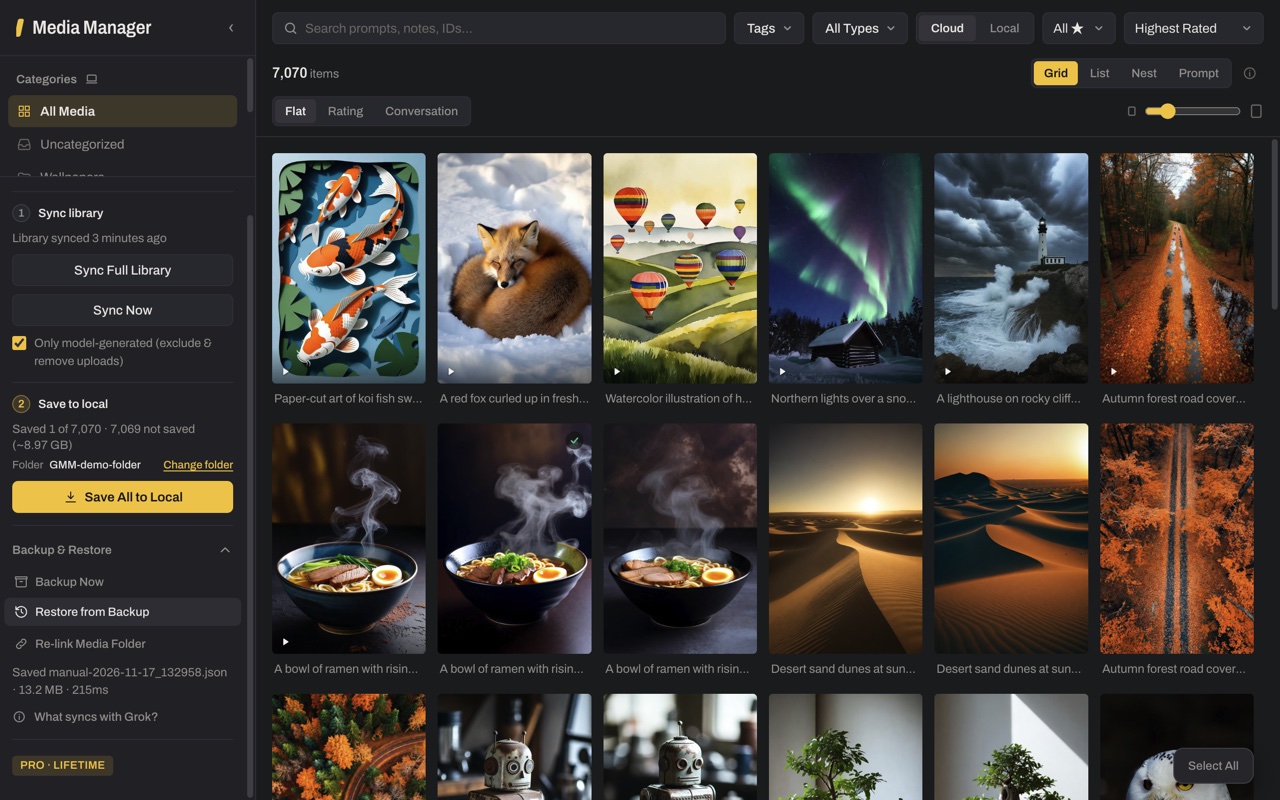 Media Manager
Categories
All Media
Uncategorized
Wallpapers
1 Sync library
Library synced 3 minutes ago
Sync Full Library
Sync Now
Only model-generated (exclude &
remove uploads)
2 Save to local
Saved 1 of 7,070 · 7,069 not saved
(~8.97 GB)
Folder GMM-demo-folder Change folder
Save All to Local
Backup & Restore
Backup Now
Restore from Backup
Re-link Media Folder
Saved manual-2026-11-17_132958.json
· 13.2 MB · 215ms
What syncs with Grok?
PRO · LIFETIME
Search prompts, notes, IDs... Tags All Types Cloud Local All ★ Highest Rated
7,070 items Grid List Nest Prompt
Flat Rating Conversation
Paper-cut art of koi fish sw... A red fox curled up in fresh... Watercolor illustration of h... Northern lights over a sno... A lighthouse on rocky cliff... Autumn forest road cover...
A bowl of ramen with risin... A bowl of ramen with risin... A bowl of ramen with risin... Desert sand dunes at sun... Desert sand dunes at sun... Autumn forest road cover...
Select All